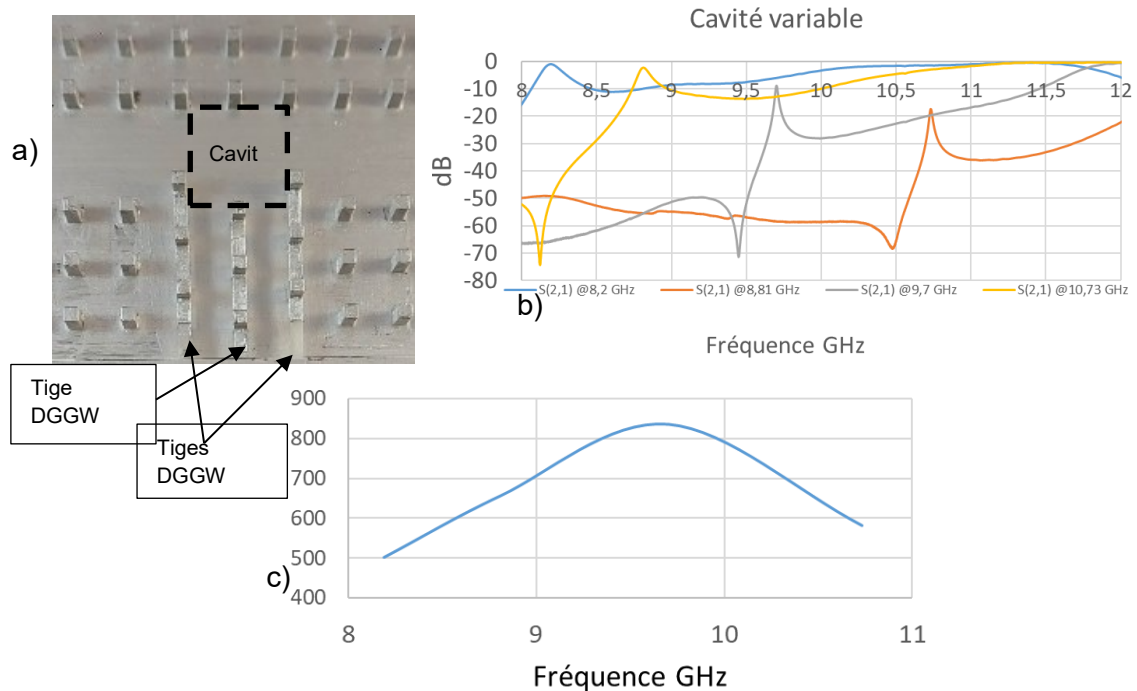 a)
Cavit
Tige
DGGW
Tiges
DGGW
Cavité variable
0
-10
-20
-30
-40
-50
-60
-70
-80
dB
8 8,5 9 9,5 10 10,5 11 11,5 12
b)
S(2,1) @8,2 GHz S(2,1) @8,81 GHz S(2,1) @9,7 GHz S(2,1) @10,73 GHz
Fréquence GHz
900
800
700
600
500
400
c)
8 9 10 11
Fréquence GHz